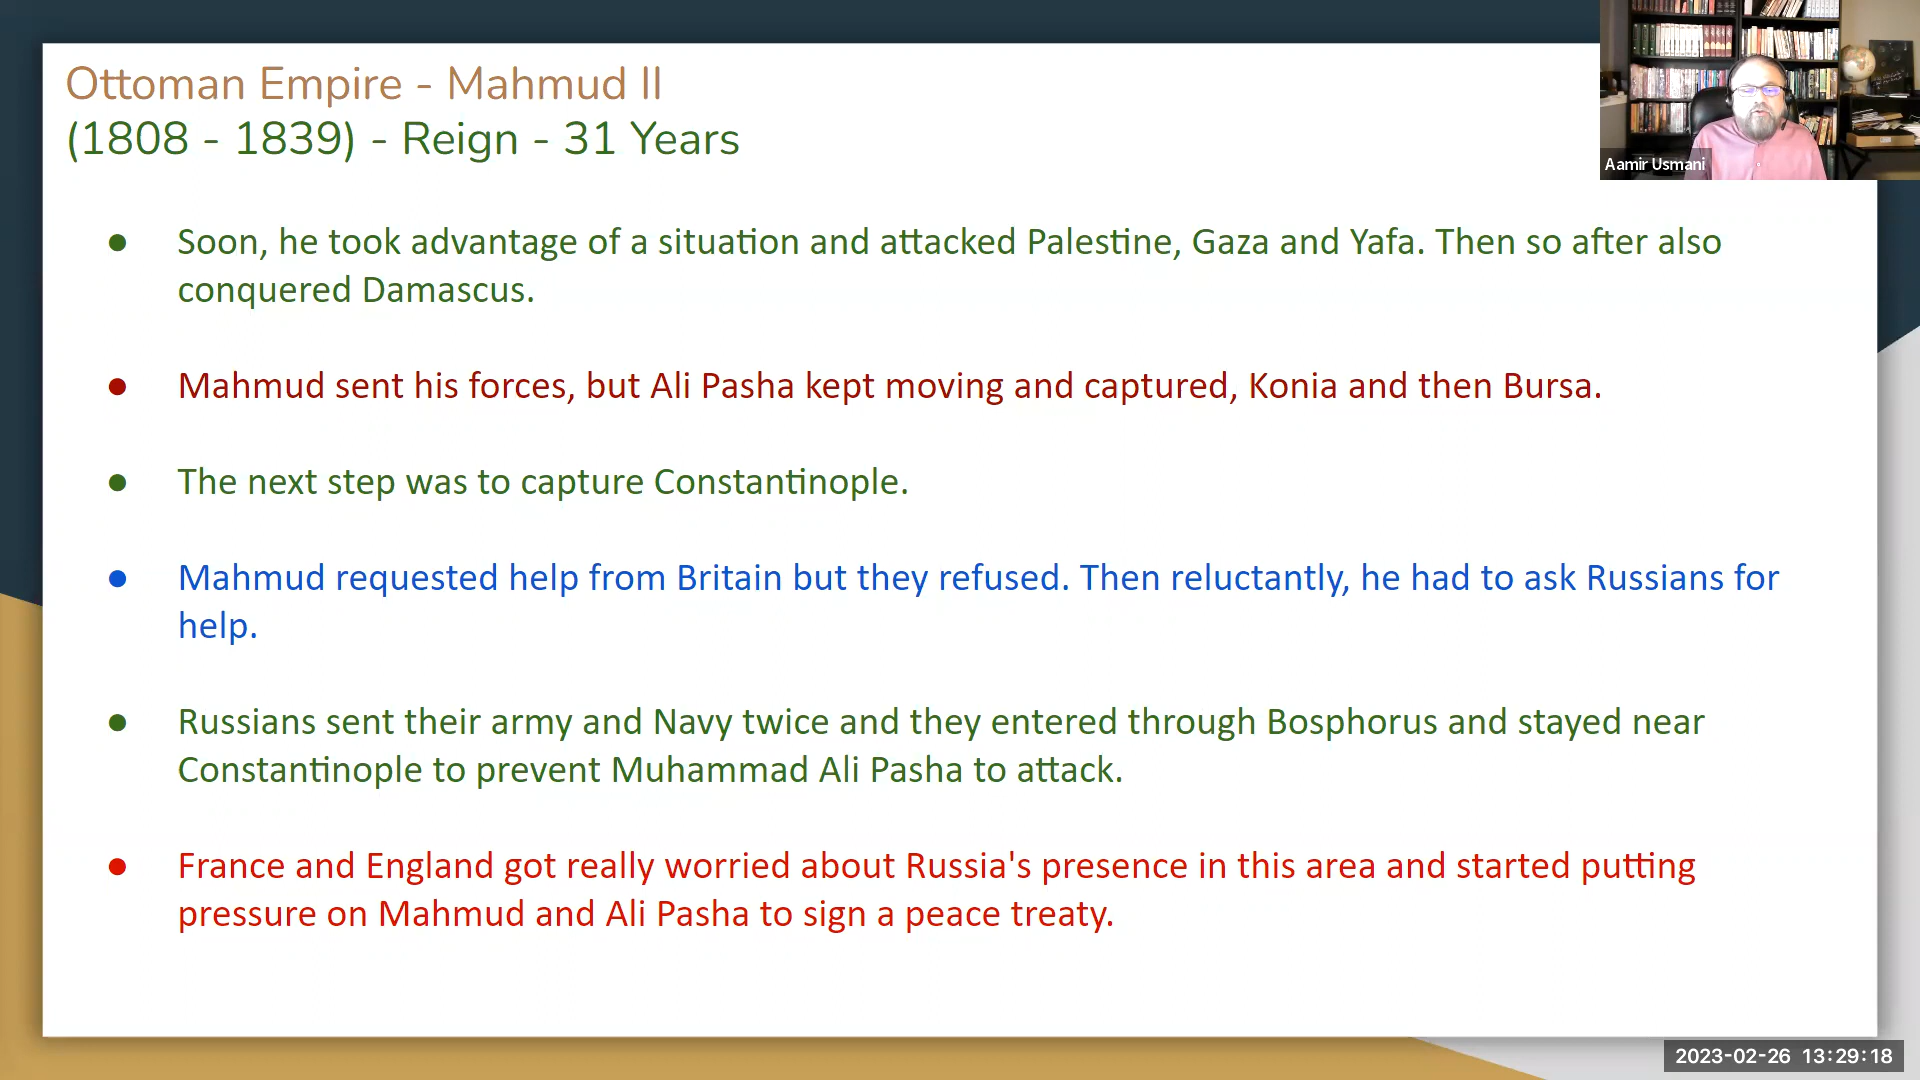 Ottoman Empire - Mahmud II
(1808 - 1839) - Reign - 31 Years
Aamir Usmani
● Soon, he took advantage of a situation and attacked Palestine, Gaza and Yafa. Then so after also
conquered Damascus.
● Mahmud sent his forces, but Ali Pasha kept moving and captured, Konia and then Bursa.
● The next step was to capture Constantinople.
● Mahmud requested help from Britain but they refused. Then reluctantly, he had to ask Russians for
help.
● Russians sent their army and Navy twice and they entered through Bosphorus and stayed near
Constantinople to prevent Muhammad Ali Pasha to attack.
● France and England got really worried about Russia's presence in this area and started putting
pressure on Mahmud and Ali Pasha to sign a peace treaty.
2023-02-26 13:29:18